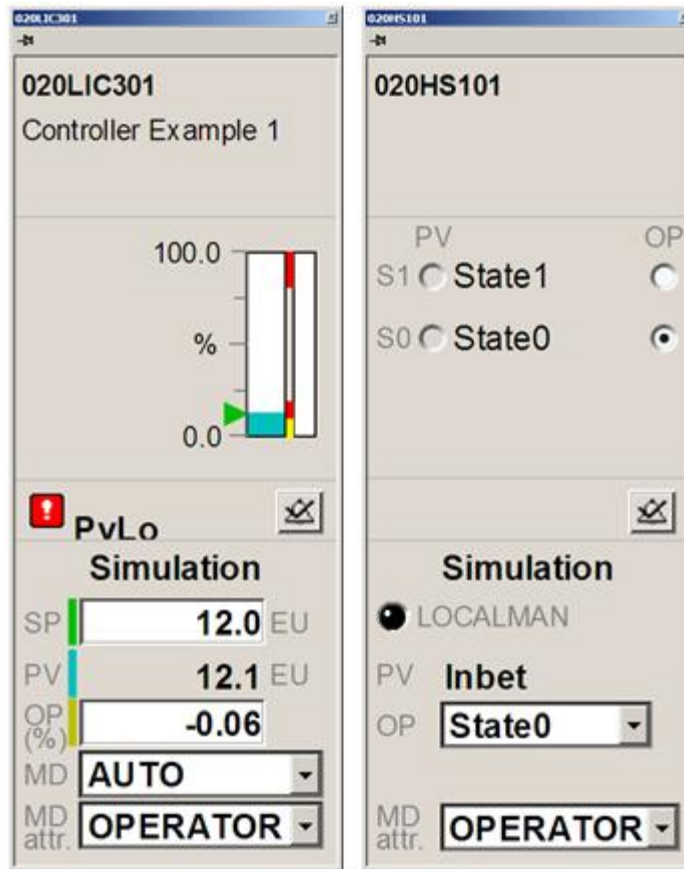 020LIC301
020LIC301
Controller Example 1
100.0
%
0.0
PvLo
Simulation
SP 12.0 EU
PV 12.1 EU
OP (%) -0.06
MD AUTO
MD attr. OPERATOR
020HS101
020HS101
PV OP
S1 State1
S0 State0
Simulation
LOCALMAN
PV Inbet
OP State0
MD attr. OPERATOR